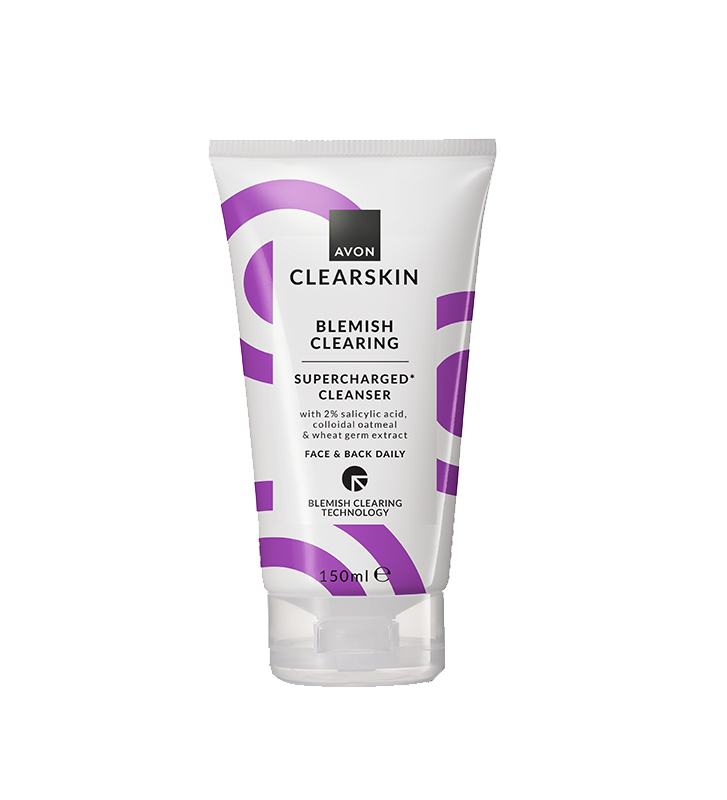 AVON
CLEARSKIN
BLEMISH
CLEARING
SUPERCHARGED*
CLEANSER
with 2% salicylic acid,
colloidal oatmeal
& wheat germ extract
FACE & BACK DAILY
BLEMISH CLEARING
TECHNOLOGY
150ml ℮